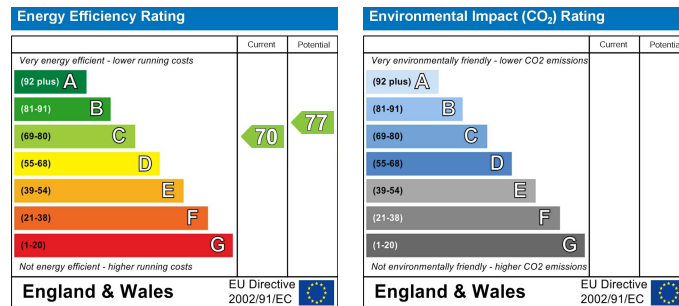 Energy Efficiency Rating
Current Potential
Very energy efficient - lower running costs
(92 plus) A
(81-91) B
(69-80) C
(55-68) D
(39-54) E
(21-38) F
(1-20) G
70
77
Not energy efficient - higher running costs
England & Wales
EU Directive
2002/91/EC
Environmental Impact (CO₂) Rating
Current Potential
Very environmentally friendly - lower CO2 emissions
(92 plus) A
(81-91) B
(69-80) C
(55-68) D
(39-54) E
(21-38) F
(1-20) G
Not environmentally friendly - higher CO2 emissions
England & Wales
EU Directive
2002/91/EC